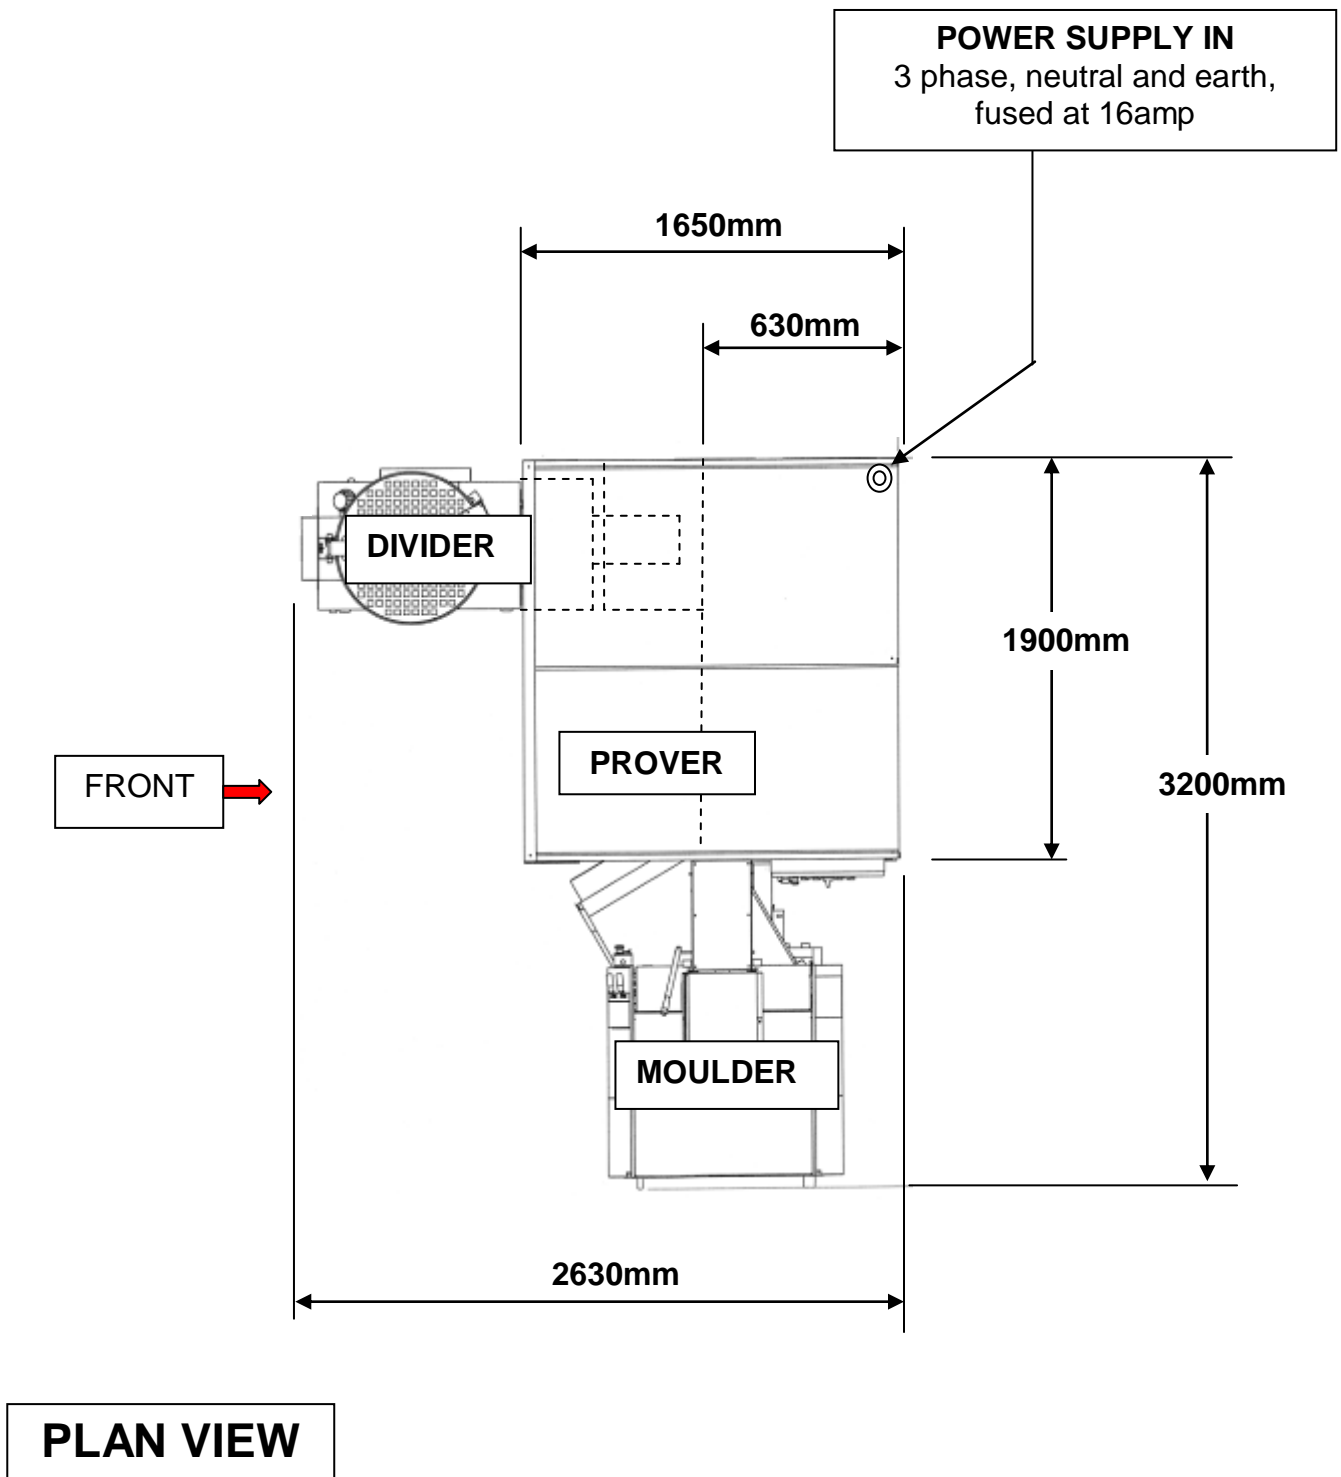 POWER SUPPLY IN
3 phase, neutral and earth,
fused at 16amp
1650mm
630mm
DIVIDER
1900mm
PROVER
FRONT
3200mm
MOULDER
2630mm
PLAN VIEW